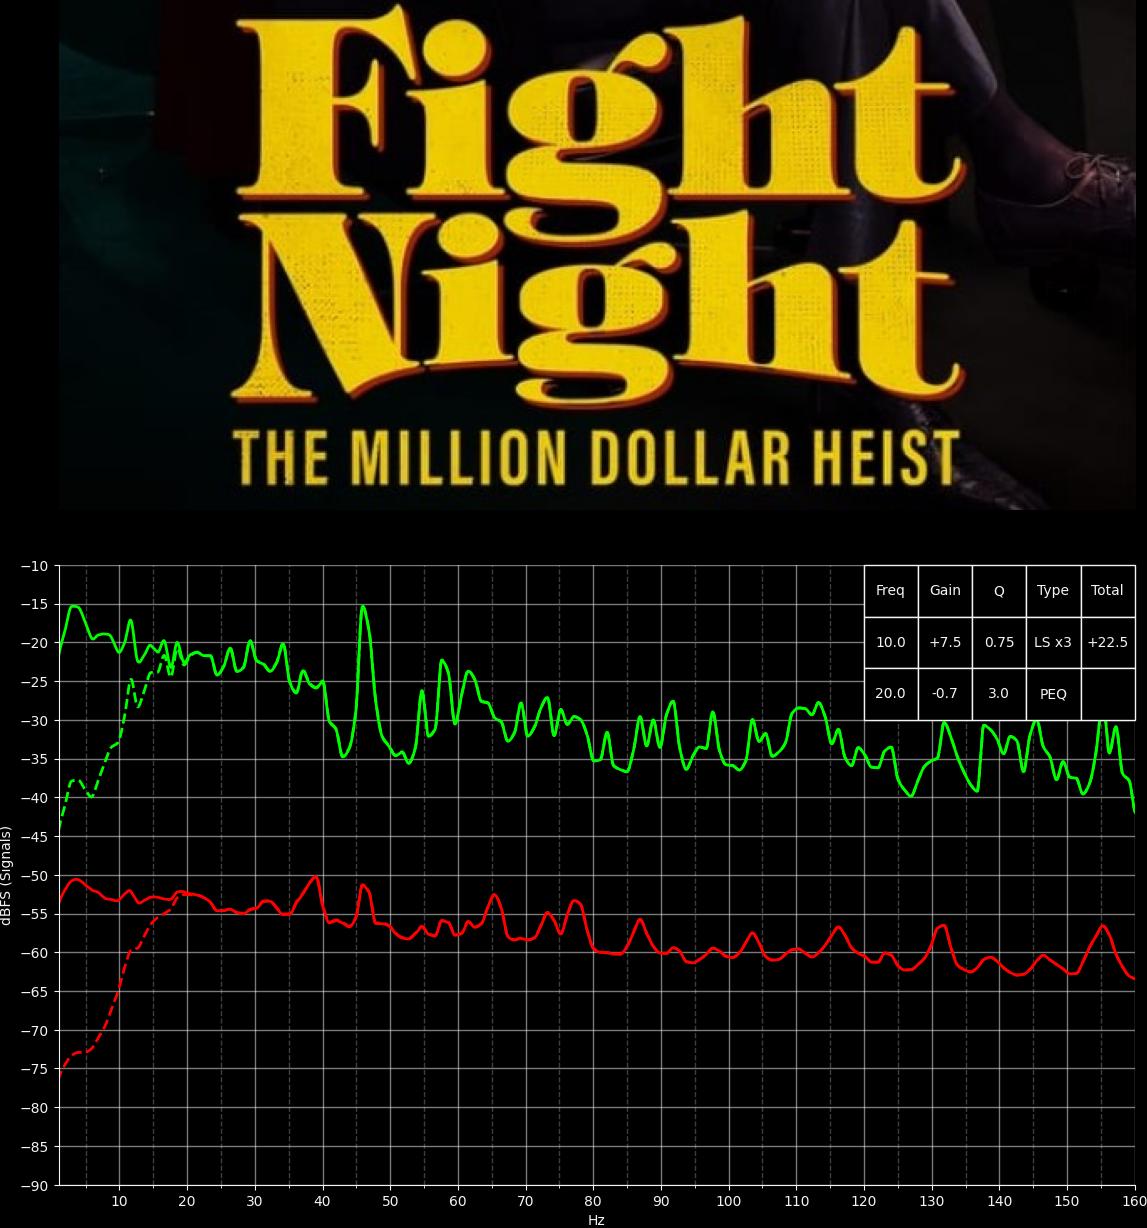 Fight
Night
THE MILLION DOLLAR HEIST
Freq Gain Q Type Total
10.0 +7.5 0.75 LS x3 +22.5
20.0 -0.7 3.0 PEQ
dBFS (Signals)
−10
−15
−20
−25
−30
−35
−40
−45
−50
−55
−60
−65
−70
−75
−80
−85
−90
10 20 30 40 50 60 70 80 90 100 110 120 130 140 150 160
Hz